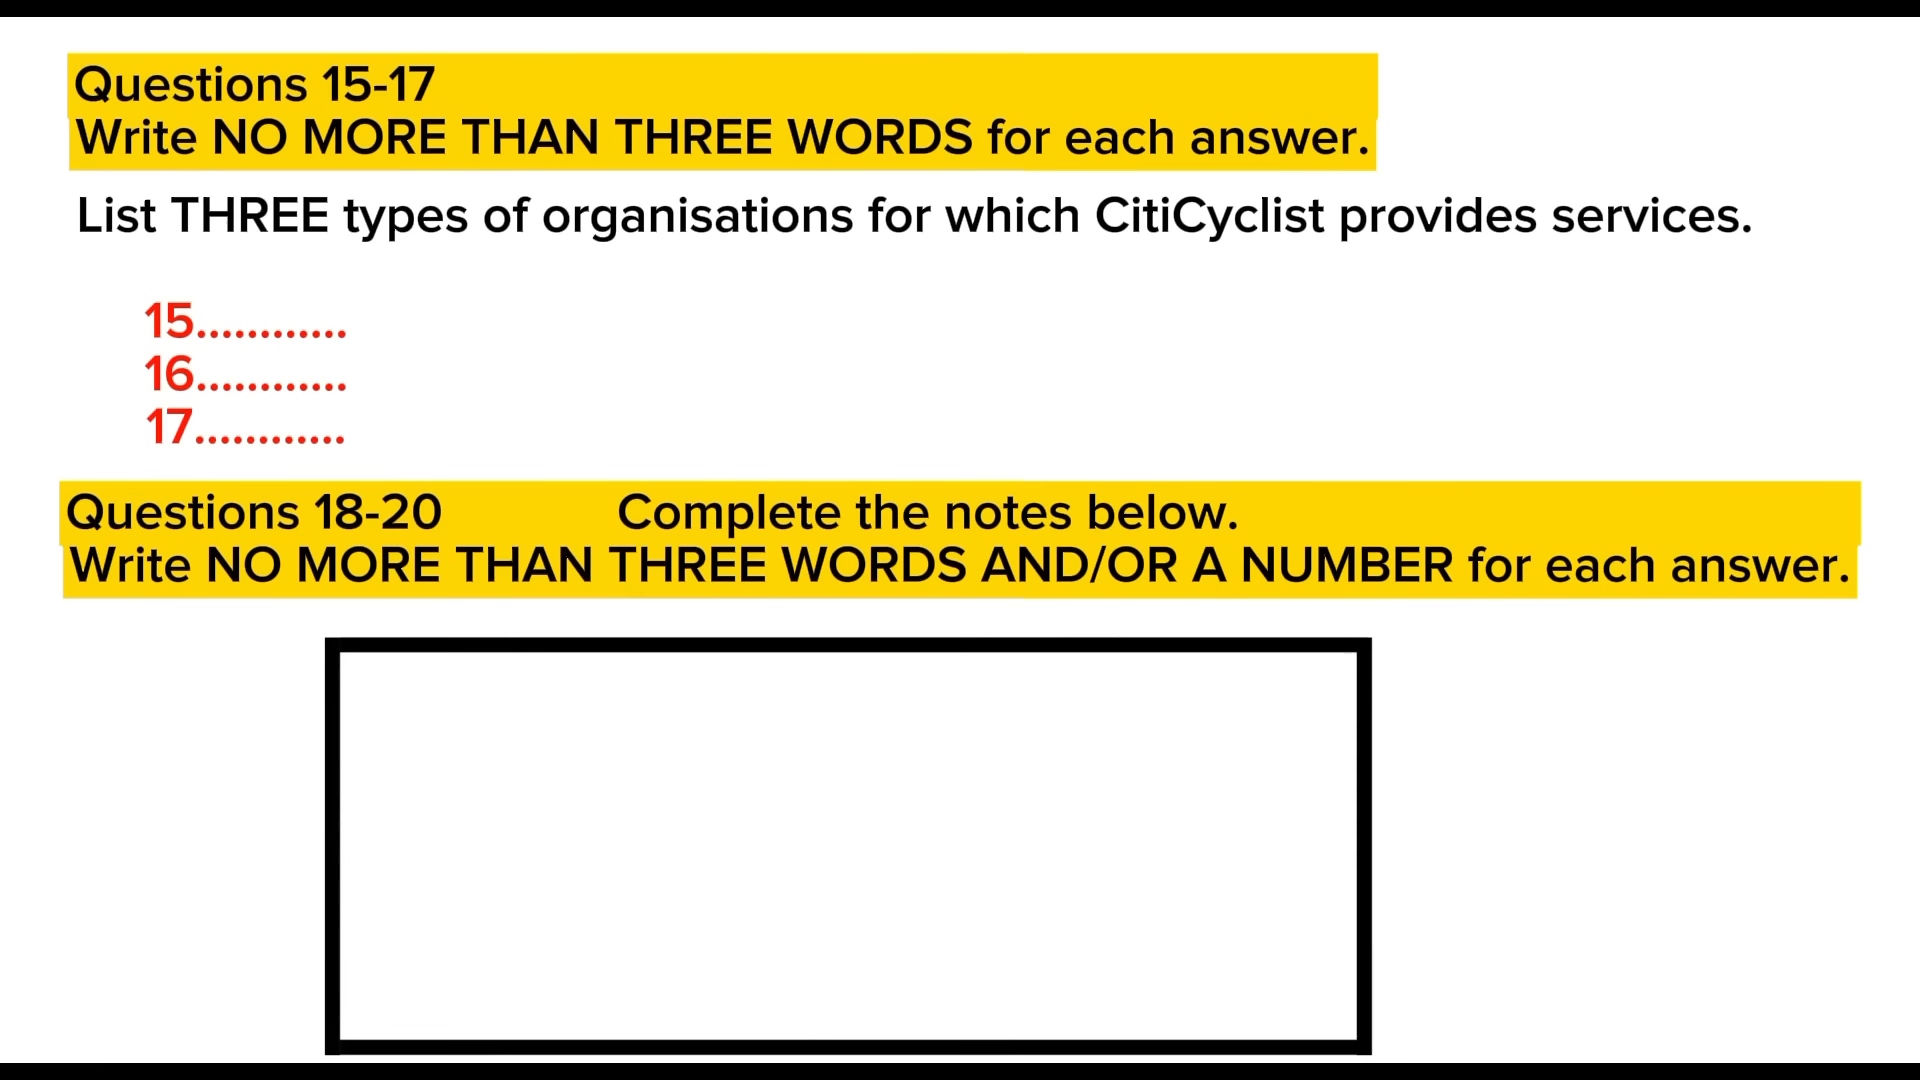 Questions 15-17
Write NO MORE THAN THREE WORDS for each answer.
List THREE types of organisations for which CitiCyclist provides services.
15............
16............
17............
Questions 18-20 Complete the notes below.
Write NO MORE THAN THREE WORDS AND/OR A NUMBER for each answer.